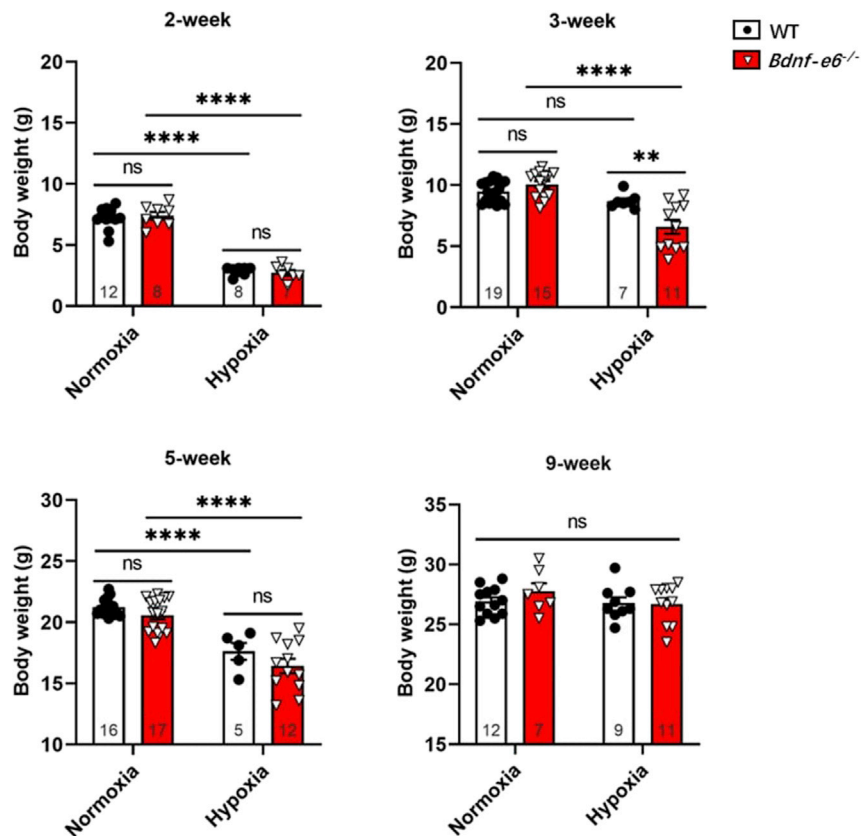 2-week
Body weight (g)
20
15
10
5
0
****
****
ns
ns
12
8
8
7
Normoxia
Hypoxia
3-week
WT
Bdnf-e6-/-
Body weight (g)
20
15
10
5
0
****
ns
ns
**
19
15
7
11
Normoxia
Hypoxia
5-week
Body weight (g)
30
25
20
15
10
****
****
ns
ns
16
17
5
12
Normoxia
Hypoxia
9-week
Body weight (g)
35
30
25
20
15
ns
12
7
9
11
Normoxia
Hypoxia